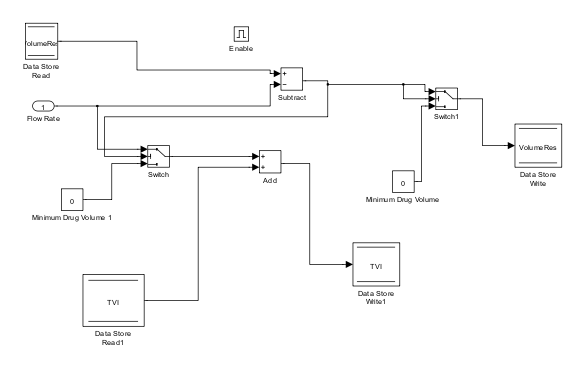 VolumeRes
Data Store
Read
Enable
+
−
Subtract
1
Flow Rate
Switch1
VolumeRes
Data Store
Write
Switch
+
+
Add
0
Minimum Drug Volume
0
Minimum Drug Volume 1
TVI
Data Store
Write1
TVI
Data Store
Read1